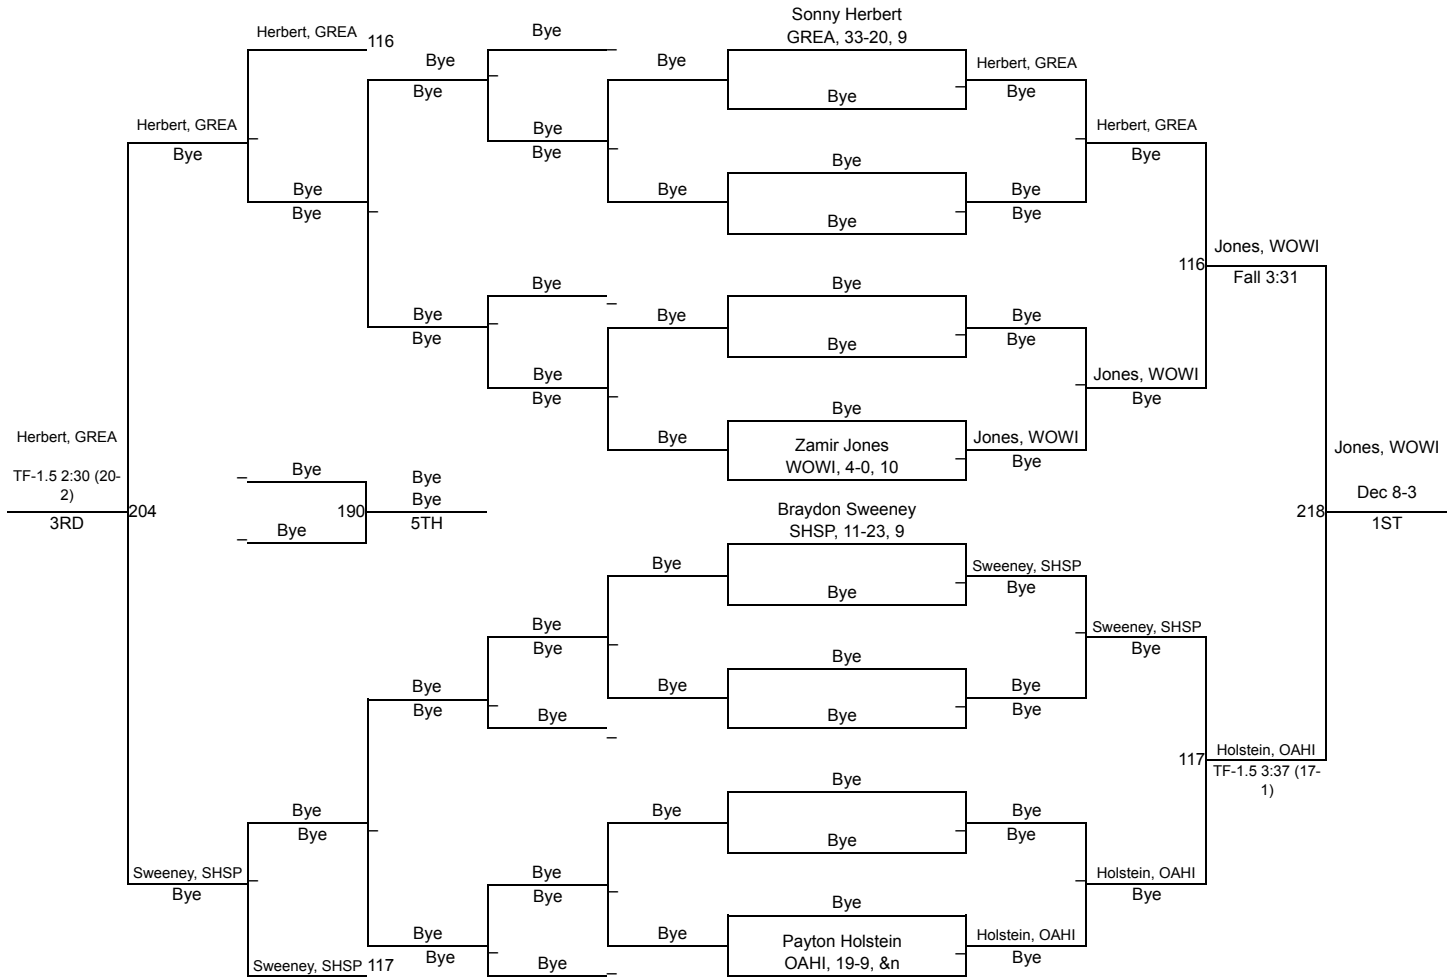 Sonny Herbert
Herbert, GREA
116
Bye
GREA, 33-20, 9
Bye
Bye
Herbert, GREA
Bye
Bye
Bye
Herbert, GREA
Bye
Herbert, GREA
Bye
Bye
Bye
Bye
Bye
Bye
Bye
Bye
Bye
Bye
Bye
Bye
Jones, WOWI
116
Fall 3:31
Bye
Bye
Bye
Bye
Bye
Bye
Bye
Bye
Bye
Jones, WOWI
Bye
Bye
Bye
Herbert, GREA
Bye
Zamir Jones
Jones, WOWI
Jones, WOWI
Bye
WOWI, 4-0, 10
Bye
TF-1.5 2:30 (20-
2)
Bye
Bye
Dec 8-3
204
190
Braydon Sweeney
218
3RD
Bye
5TH
SHSP, 11-23, 9
1ST
Bye
Sweeney, SHSP
Bye
Bye
Bye
Sweeney, SHSP
Bye
Bye
Bye
Bye
Bye
Bye
Bye
Bye
Bye
Bye
117
Holstein, OAHI
TF-1.5 3:37 (17-
1)
Bye
Bye
Bye
Bye
Bye
Bye
Bye
Sweeney, SHSP
Bye
Holstein, OAHI
Bye
Bye
Bye
Bye
Bye
Bye
Payton Holstein
Holstein, OAHI
Bye
Bye
OAHI, 19-9, &n
Bye
Sweeney, SHSP
117
Bye